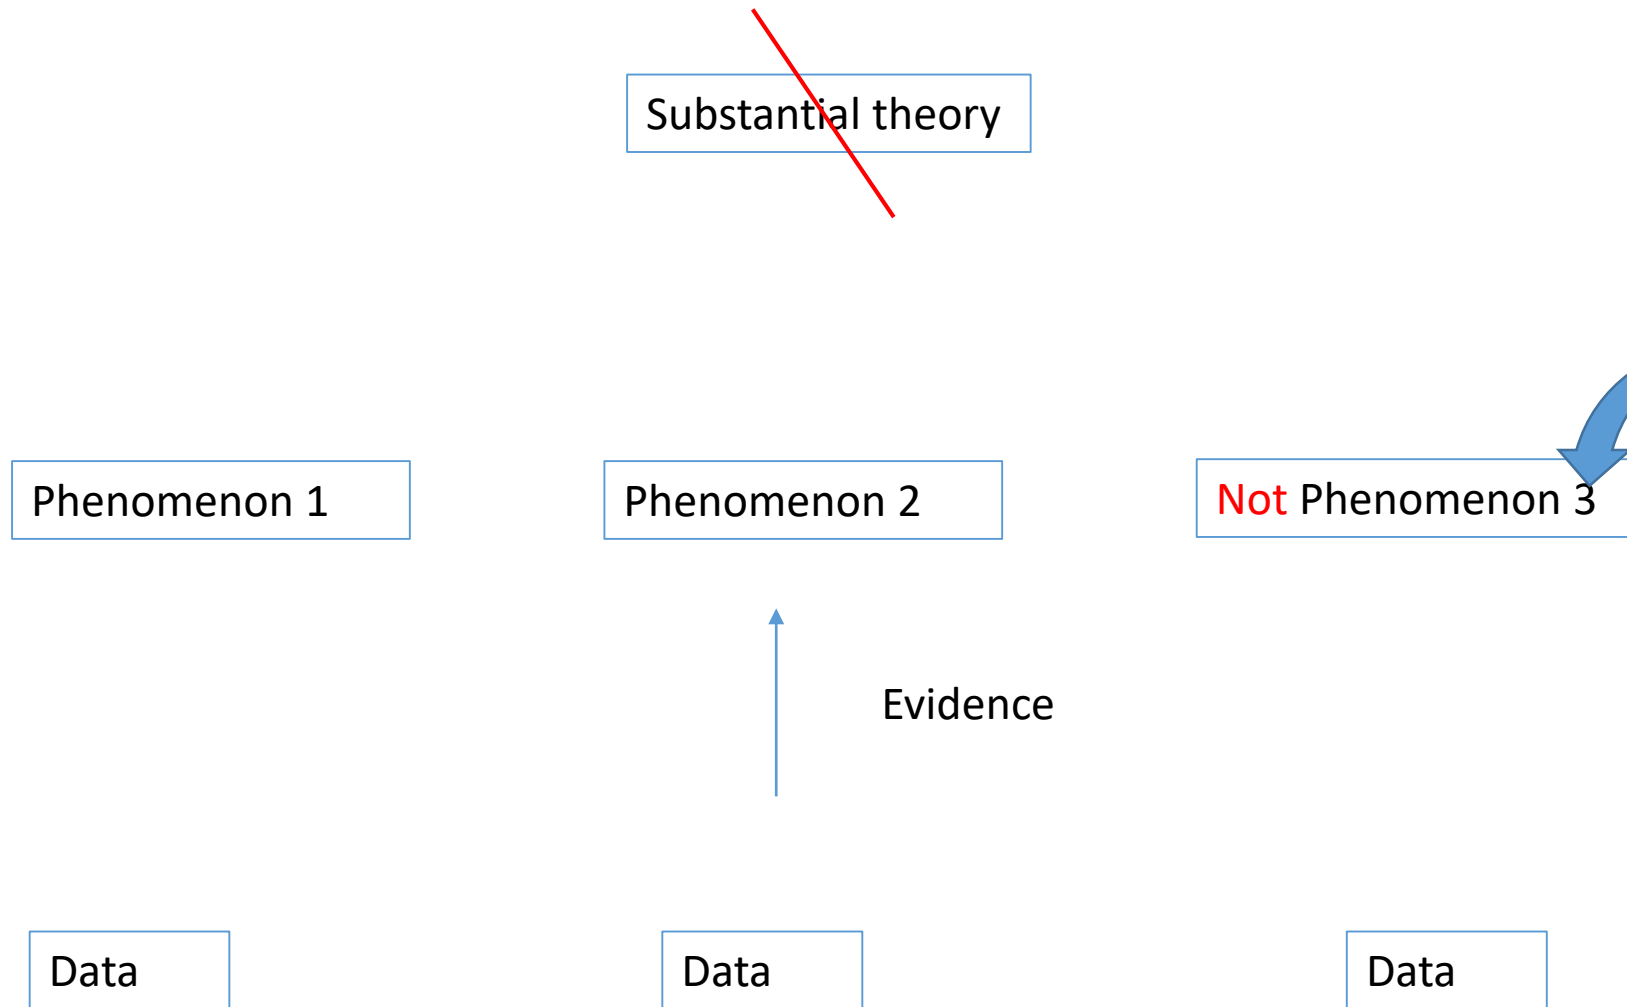 Substantial theory
Phenomenon 1
Phenomenon 2
Not Phenomenon 3
Evidence
Data
Data
Data